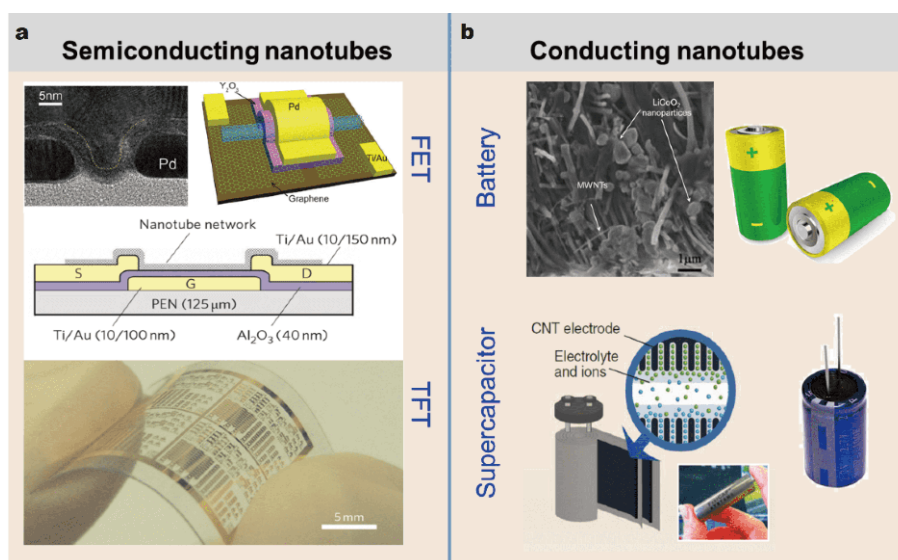 a
Semiconducting nanotubes
5nm
Pd
Y₂O₃
Pd
Ti/Au
Graphene
FET
Nanotube network
Ti/Au (10/150 nm)
S
D
G
PEN (125 μm)
Ti/Au (10/100 nm)
Al₂O₃ (40 nm)
TFT
5 mm
b
Conducting nanotubes
Battery
LiCoO₂
nanopartices
MWNTs
1μm
+
-
+
-
Supercapacitor
CNT electrode
Electrolyte
and ions